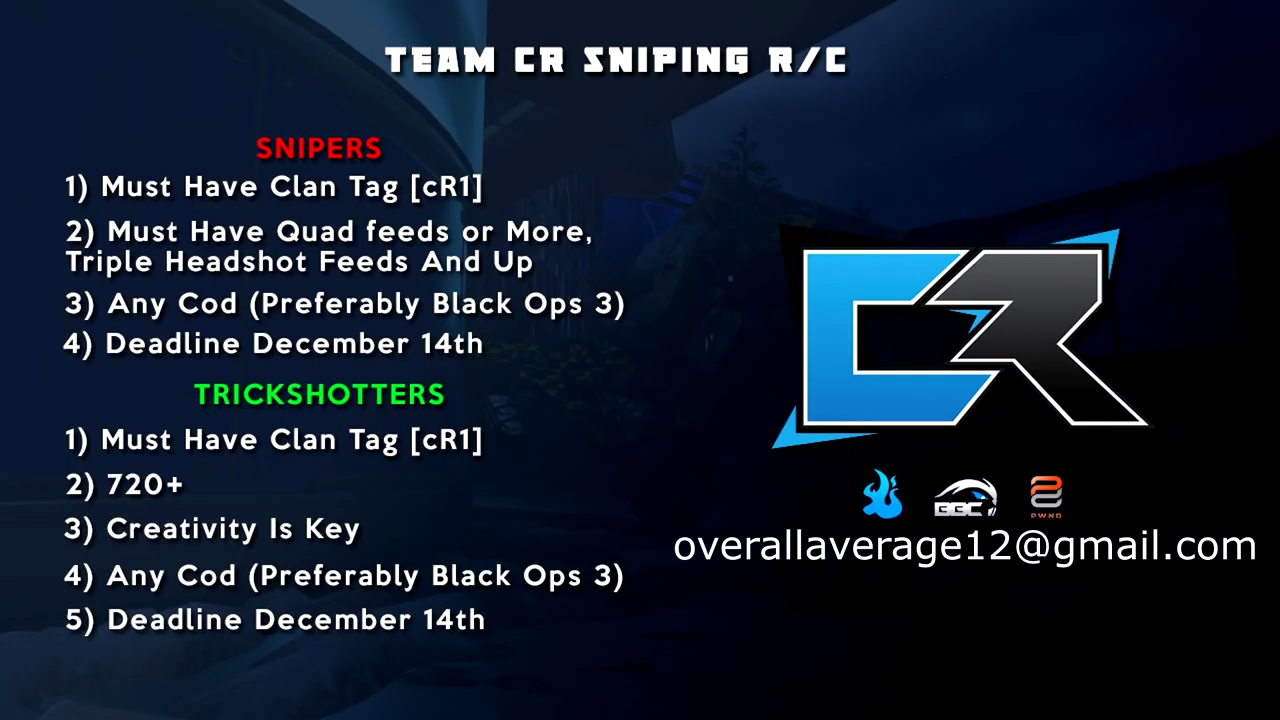 TEAM CR SNIPING R/C
SNIPERS
1) Must Have Clan Tag [cR1]
2) Must Have Quad feeds or More,
Triple Headshot Feeds And Up
3) Any Cod (Preferably Black Ops 3)
4) Deadline December 14th
TRICKSHOTTERS
1) Must Have Clan Tag [cR1]
2) 720+
3) Creativity Is Key
4) Any Cod (Preferably Black Ops 3)
5) Deadline December 14th
CR
BBC PWND
overallaverage12@gmail.com